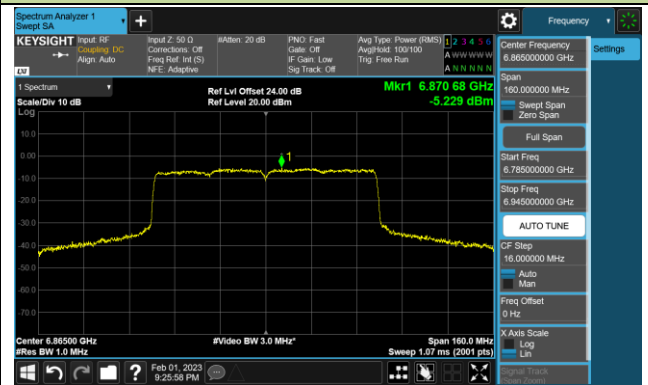 Spectrum Analyzer 1
Swept SA
Frequency
KEYSIGHT
Input: RF
Coupling: DC
Align: Auto
Input Z: 50 Ω
Corrections: Off
Freq Ref: Int (S)
NFE: Adaptive
#Atten: 20 dB
PNO: Fast
Gate: Off
IF Gain: Low
Sig Track: Off
Avg Type: Power (RMS)
Avg|Hold: 100/100
Trig: Free Run
1 2 3 4 5 6
A W W W W W
A N N N N N
LXI
1 Spectrum
Scale/Div 10 dB
Log
Ref Lvl Offset 24.00 dB
Ref Level 20.00 dBm
Mkr1 6.870 68 GHz
-5.229 dBm
10.0
0.00
-10.0
-20.0
-30.0
-40.0
-50.0
-60.0
-70.0
1
Center 6.86500 GHz
#Res BW 1.0 MHz
#Video BW 3.0 MHz*
Span 160.0 MHz
Sweep 1.07 ms (2001 pts)
Center Frequency
6.865000000 GHz
Settings
Span
160.000000 MHz
Swept Span
Zero Span
Full Span
Start Freq
6.785000000 GHz
Stop Freq
6.945000000 GHz
AUTO TUNE
CF Step
16.000000 MHz
Auto
Man
Freq Offset
0 Hz
X Axis Scale
Log
Lin
Signal Track
(Span Zoom)
Feb 01, 2023
9:25:58 PM